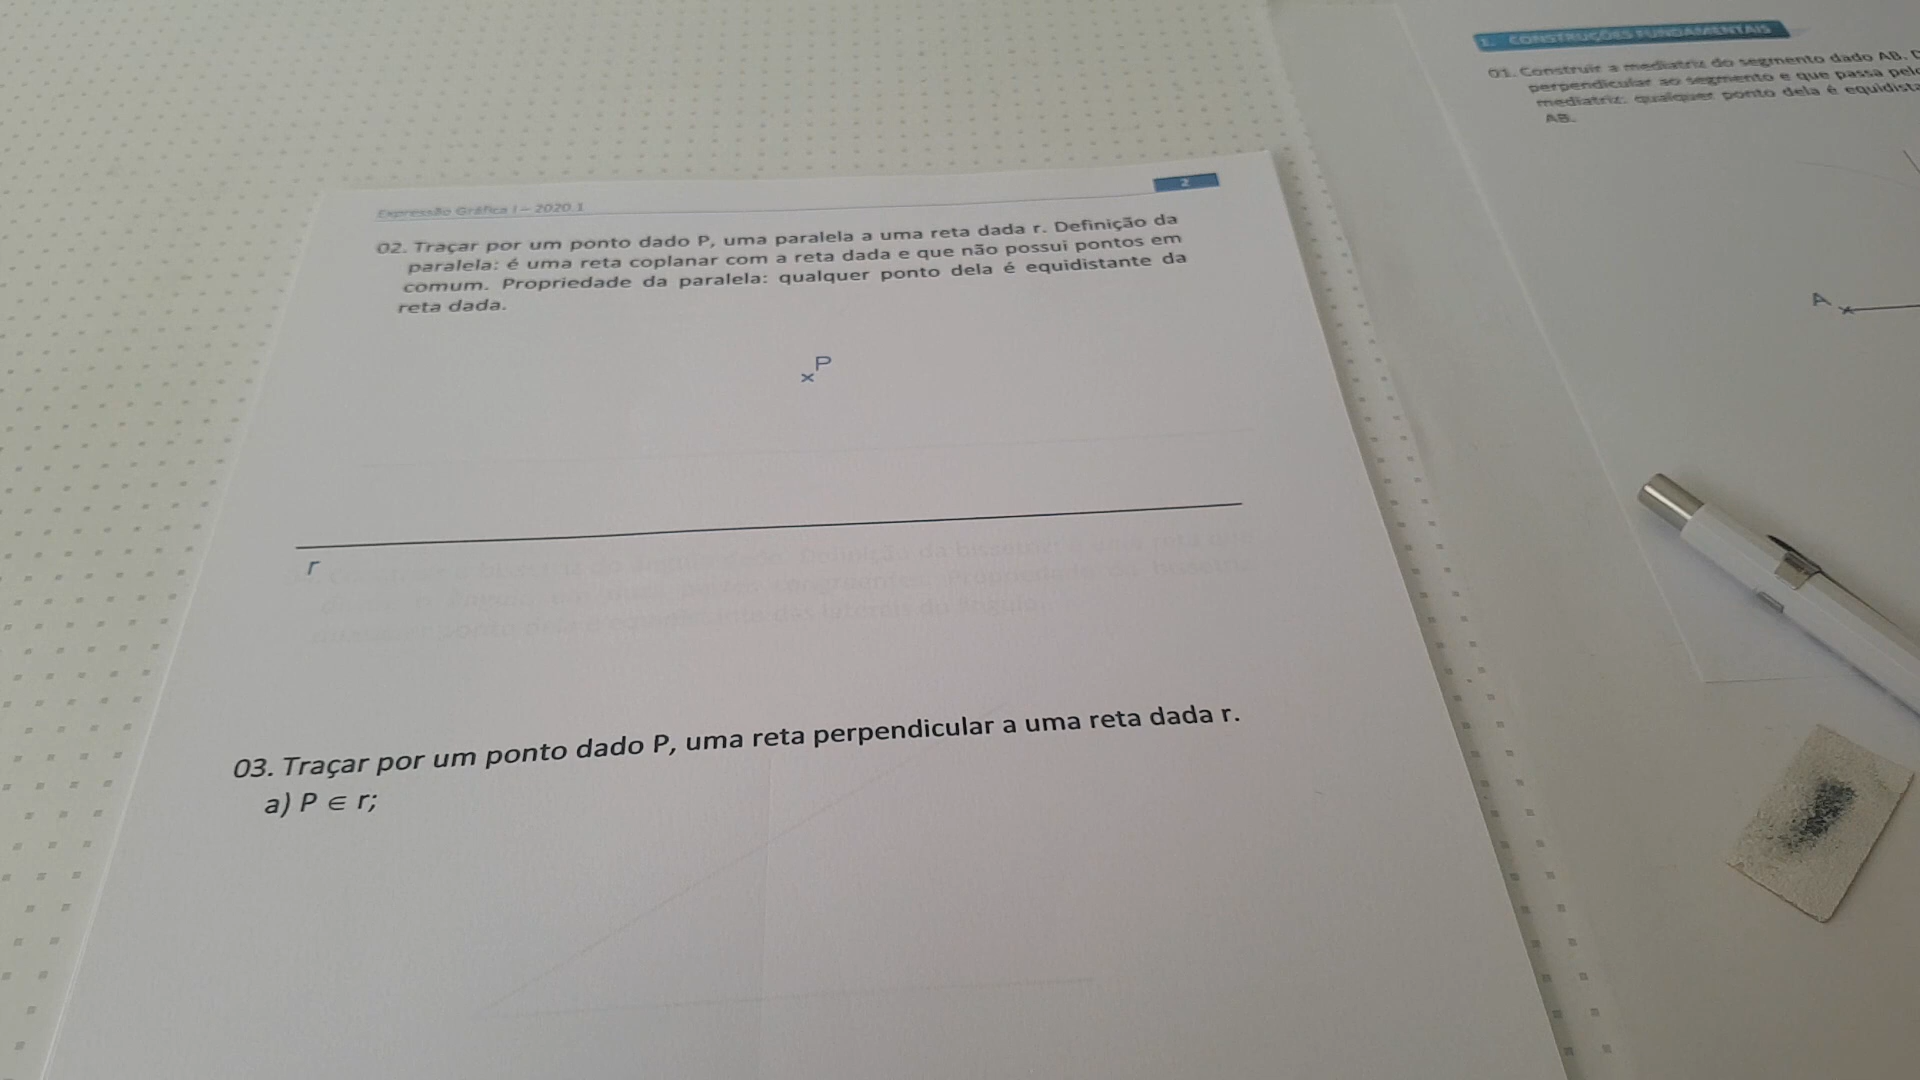 Expressão Gráfica I – 2020.1
2
02. Traçar por um ponto dado P, uma paralela a uma reta dada r. Definição da
paralela: é uma reta coplanar com a reta dada e que não possui pontos em
comum. Propriedade da paralela: qualquer ponto dela é equidistante da
reta dada.
P
r
03. Traçar por um ponto dado P, uma reta perpendicular a uma reta dada r.
a) P ∈ r;
1. CONSTRUÇÕES FUNDAMENTAIS
01. Construir a mediatriz do segmento dado AB.
perpendicular ao segmento e que passa
mediatriz: qualquer ponto dela é
AB.
A